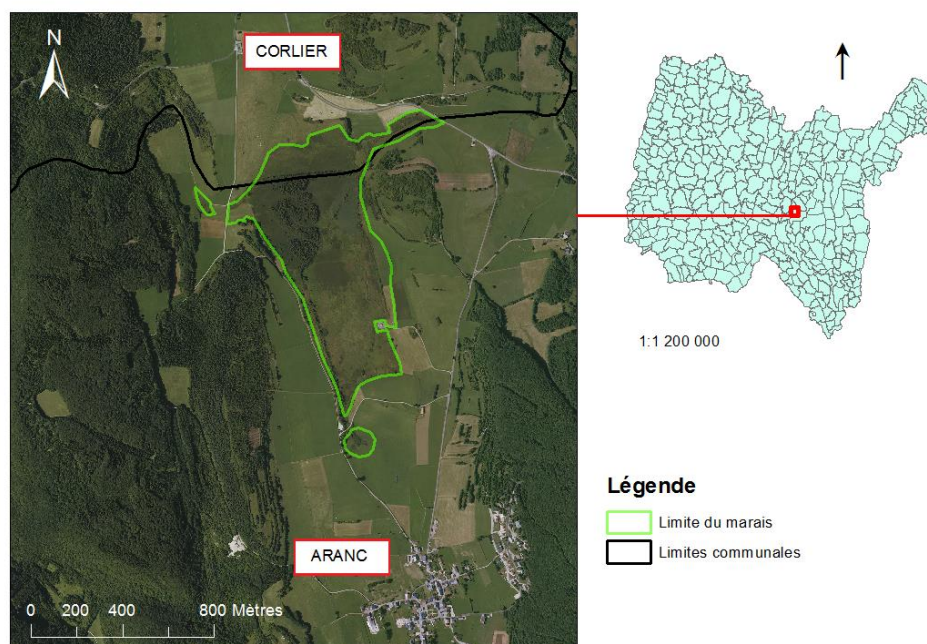 N
CORLIER
ARANC
0 200 400 800 Mètres
1:1 200 000
Légende
Limite du marais
Limites communales